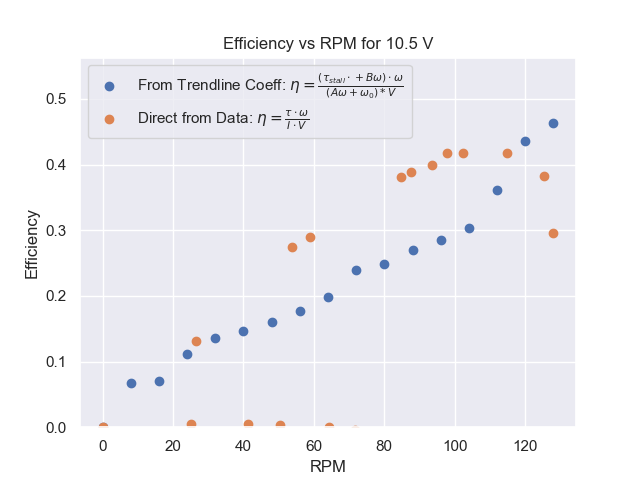 Efficiency vs RPM for 10.5 V
From Trendline Coeff: η = (τ_stall · + Bω) · ω / (Aω + ω₀) * V
Direct from Data: η = τ · ω / I · V
0.5
0.4
0.3
0.2
0.1
0.0
Efficiency
0 20 40 60 80 100 120
RPM